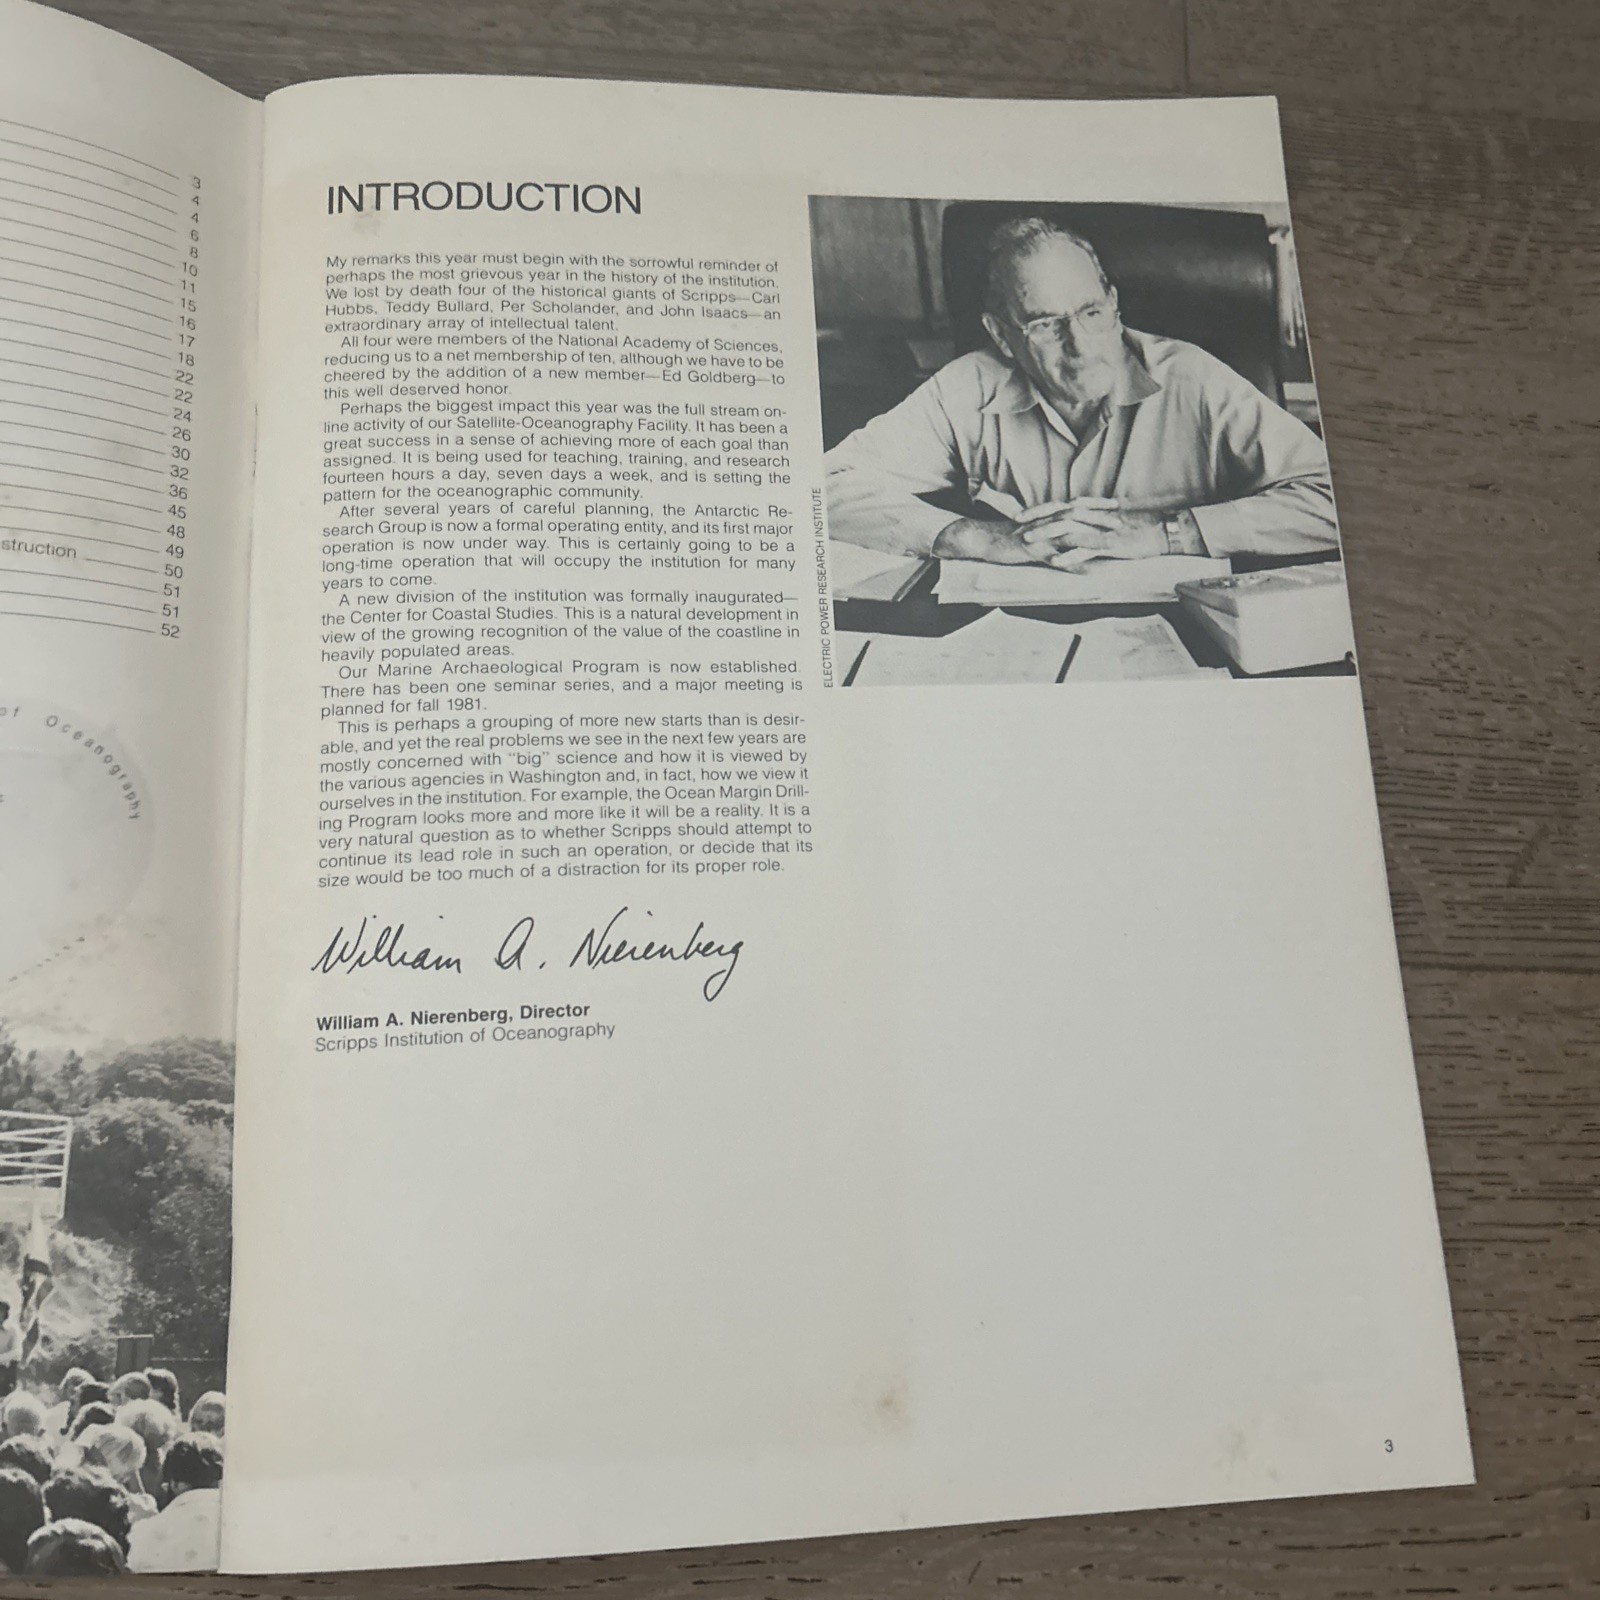 3
4
4
6
8
10
11
15
16
17
18
22
22
24
26
30
32
36
45
48
49
struction 50
51
51
52
of Oceanography
INTRODUCTION
My remarks this year must begin with the sorrowful reminder of
perhaps the most grievous year in the history of the institution.
We lost by death four of the historical giants of Scripps—Carl
Hubbs, Teddy Bullard, Per Scholander, and John Isaacs—an
extraordinary array of intellectual talent.
All four were members of the National Academy of Sciences,
reducing us to a net membership of ten, although we have to be
cheered by the addition of a new member—Ed Goldberg—to
this well deserved honor.
Perhaps the biggest impact this year was the full stream on-
line activity of our Satellite-Oceanography Facility. It has been a
great success in a sense of achieving more of each goal than
assigned. It is being used for teaching, training, and research
fourteen hours a day, seven days a week, and is setting the
pattern for the oceanographic community.
After several years of careful planning, the Antarctic Re-
search Group is now a formal operating entity, and its first major
operation is now under way. This is certainly going to be a
long-time operation that will occupy the institution for many
years to come.
A new division of the institution was formally inaugurated—
the Center for Coastal Studies. This is a natural development in
view of the growing recognition of the value of the coastline in
heavily populated areas.
Our Marine Archaeological Program is now established.
There has been one seminar series, and a major meeting is
planned for fall 1981.
This is perhaps a grouping of more new starts than is desir-
able, and yet the real problems we see in the next few years are
mostly concerned with "big" science and how it is viewed by
the various agencies in Washington and, in fact, how we view it
ourselves in the institution. For example, the Ocean Margin Drill-
ing Program looks more and more like it will be a reality. It is a
very natural question as to whether Scripps should attempt to
continue its lead role in such an operation, or decide that its
size would be too much of a distraction for its proper role.
William A. Nierenberg
William A. Nierenberg, Director
Scripps Institution of Oceanography
ELECTRIC POWER RESEARCH INSTITUTE
3